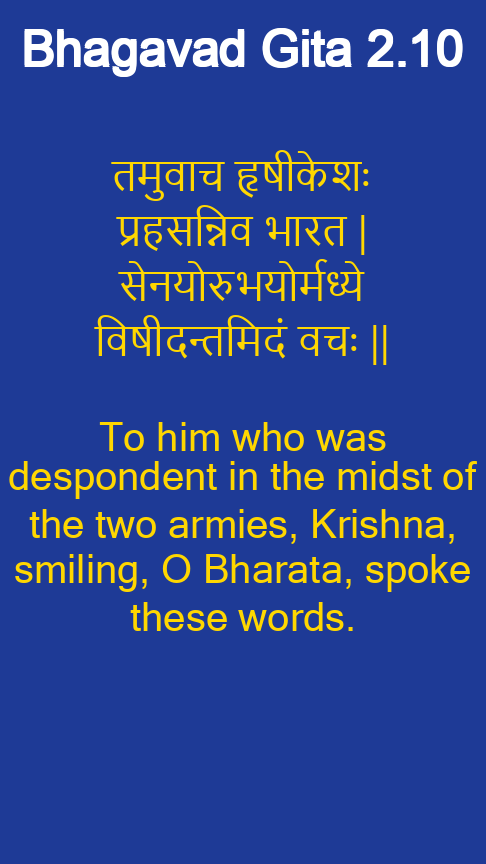 Bhagavad Gita 2.10
तमुवाच हृषीकेशः
प्रहसन्निव भारत |
सेनयोरुभयोर्मध्ये
विषीदन्तमिदं वचः ||
To him who was
despondent in the midst of
the two armies, Krishna,
smiling, O Bharata, spoke
these words.